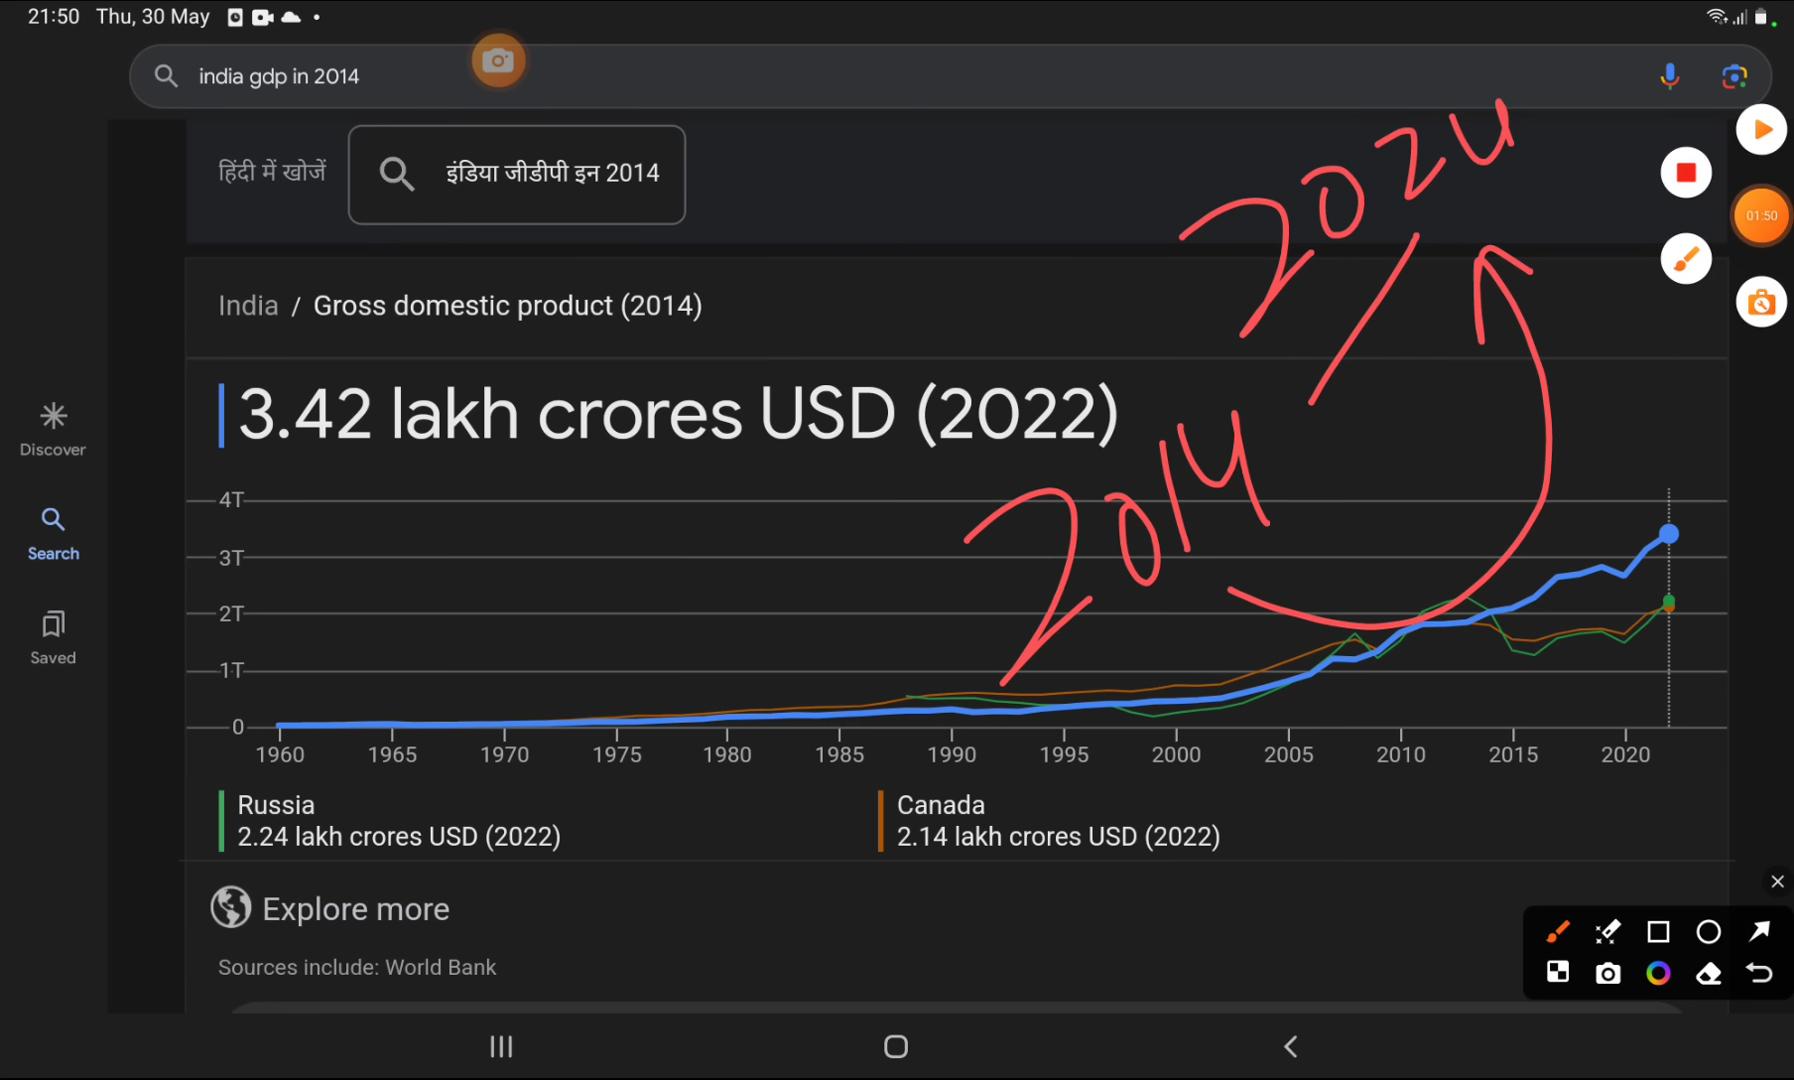 21:50 Thu, 30 May
india gdp in 2014
हिंदी में खोजें
इंडिया जीडीपी इन 2014
2024
01:50
India / Gross domestic product (2014)
3.42 lakh crores USD (2022)
2014
Discover
Search
Saved
4T
3T
2T
1T
0
1960 1965 1970 1975 1980 1985 1990 1995 2000 2005 2010 2015 2020
Russia
2.24 lakh crores USD (2022)
Canada
2.14 lakh crores USD (2022)
Explore more
Sources include: World Bank